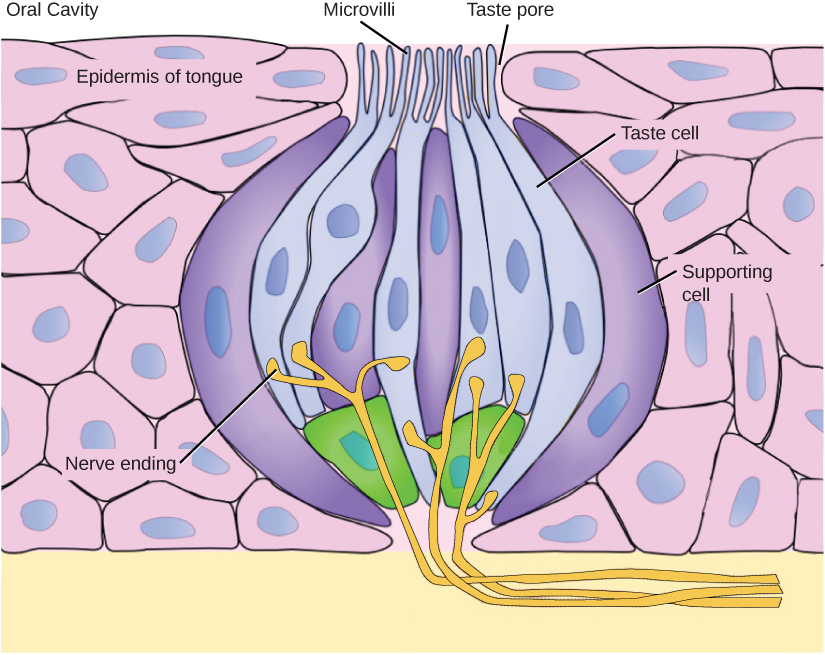 Oral Cavity
Microvilli
Taste pore
Epidermis of tongue
Taste cell
Supporting
cell
Nerve ending